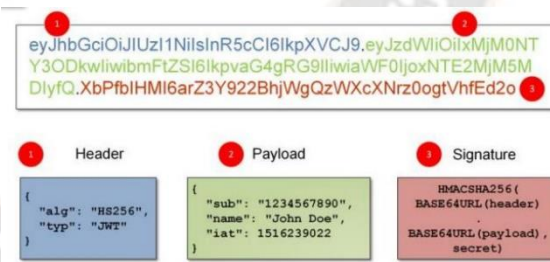 1
2
eyJhbGciOiJIUzI1NiIsInR5cCI6IkpXVCJ9.eyJzdWIiOiIxMjM0NT
Y3ODkwIiwibmFtZSI6IkpvaG4gRG9lIiwiaWF0IjoxNTE2MjM5M
DIyfQ.XbPfbIHMI6arZ3Y922BhjWgQzWXcXNrz0ogtVhfEd2o 3
1 Header
2 Payload
3 Signature
{
"alg": "HS256",
"typ": "JWT"
}
{
"sub": "1234567890",
"name": "John Doe",
"iat": 1516239022
}
HMACSHA256(
BASE64URL(header)
.
BASE64URL(payload),
secret)